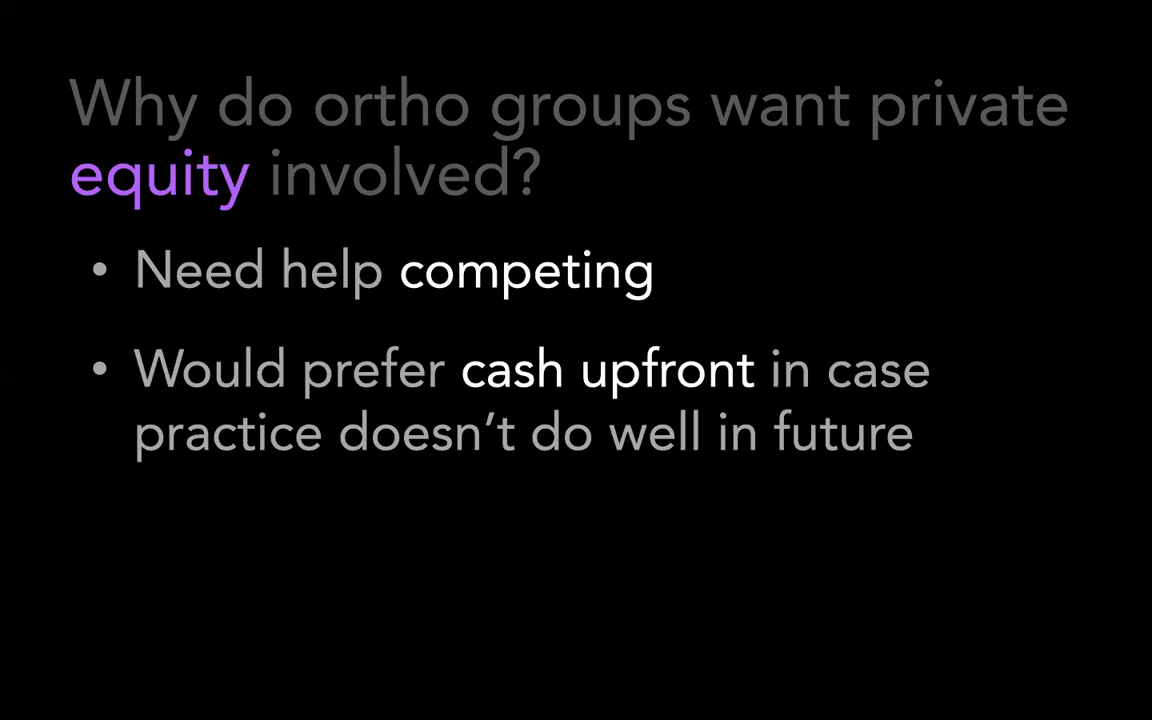 Why do ortho groups want private
equity involved?
• Need help competing
• Would prefer cash upfront in case
practice doesn’t do well in future